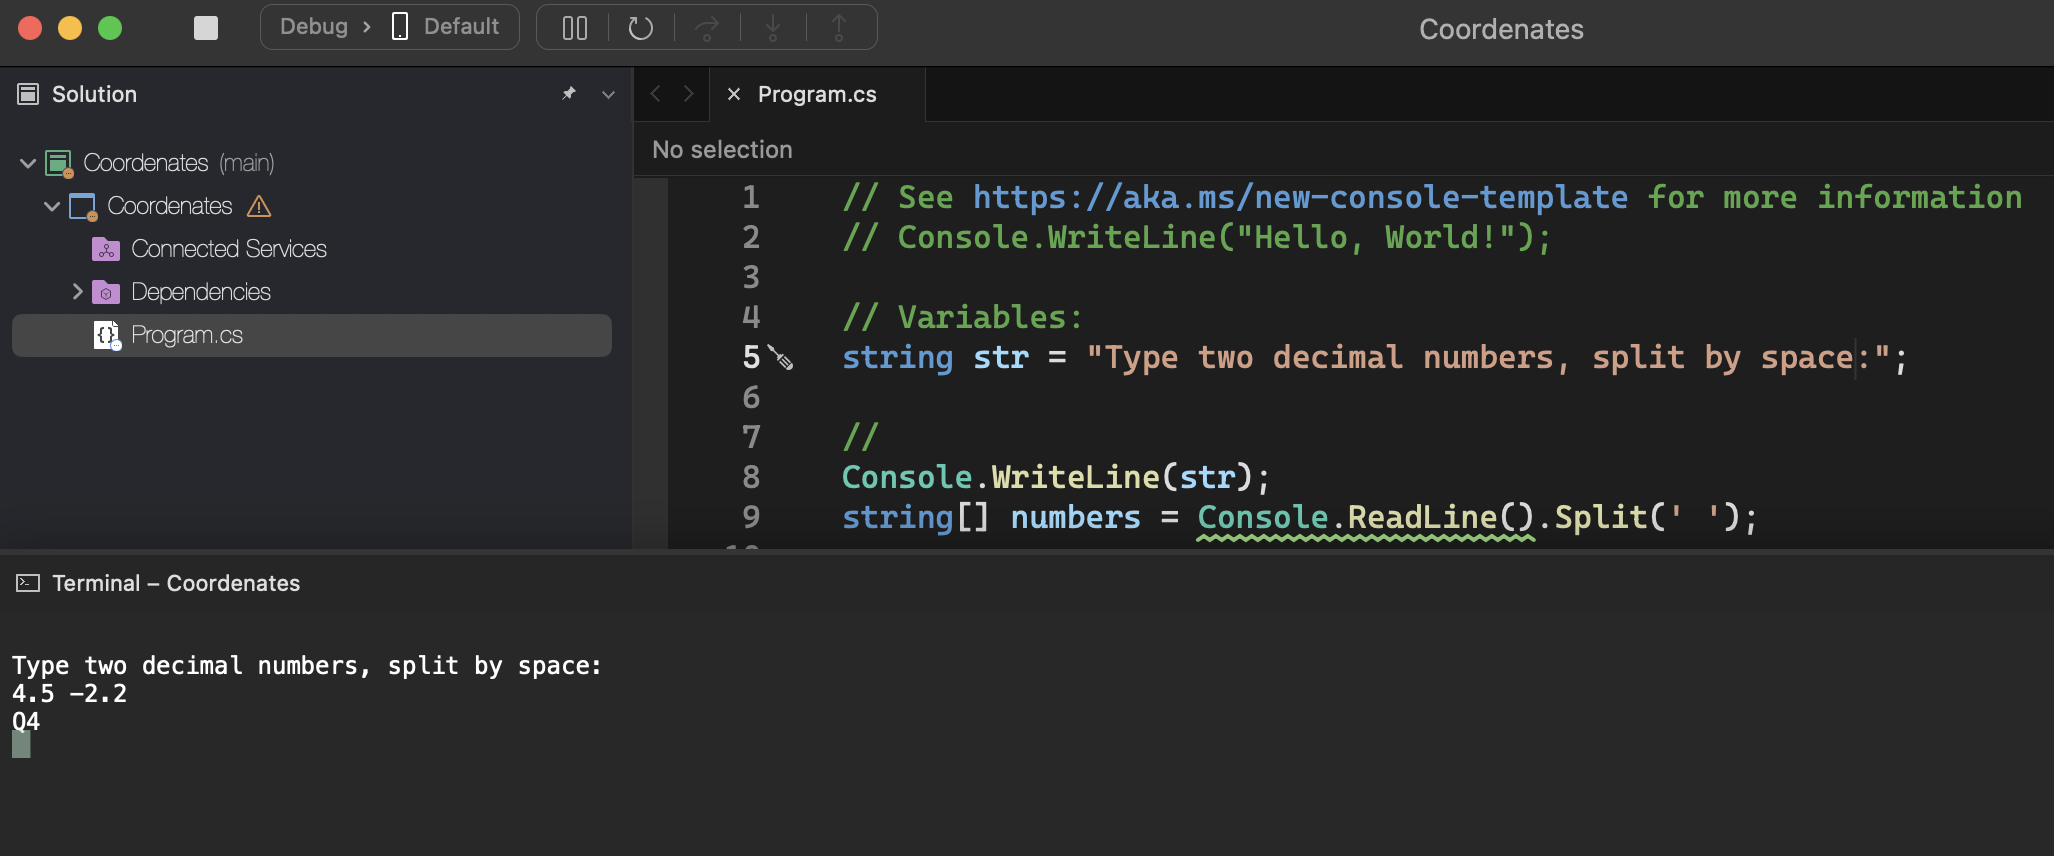 Debug › Default
Coordenates
Solution
Program.cs
No selection
Coordenates (main)
Coordenates
Connected Services
Dependencies
Program.cs
1 // See https://aka.ms/new-console-template for more information
2 // Console.WriteLine("Hello, World!");
3
4 // Variables:
5 string str = "Type two decimal numbers, split by space:";
6
7 //
8 Console.WriteLine(str);
9 string[] numbers = Console.ReadLine().Split(' ');
Terminal – Coordenates
Type two decimal numbers, split by space:
4.5 -2.2
Q4